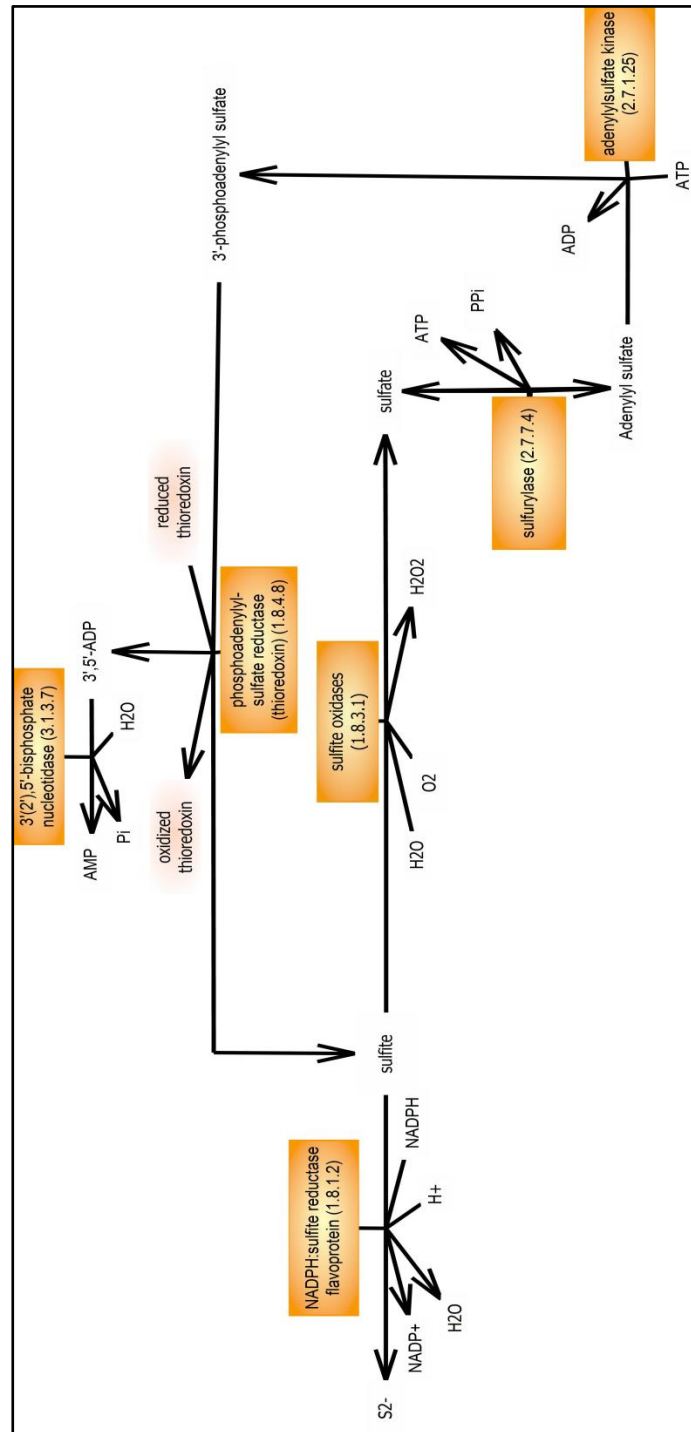 3'(2'),5'-bisphosphate
nucleotidase (3.1.3.7)
AMP
Pi
H2O
3',5'-ADP
oxidized
thioredoxin
reduced
thioredoxin
3'-phosphoadenylyl sulfate
phosphoadenylyl-
sulfate reductase
(thioredoxin) (1.8.4.8)
NADPH:sulfite reductase
flavoprotein (1.8.1.2)
sulfite oxidases
(1.8.3.1)
S2-
NADP+
H2O
H+
NADPH
sulfite
H2O
O2
H2O2
sulfate
ATP
PPi
sulfurylase (2.7.7.4)
Adenylyl sulfate
ADP
ATP
adenylylsulfate kinase
(2.7.1.25)